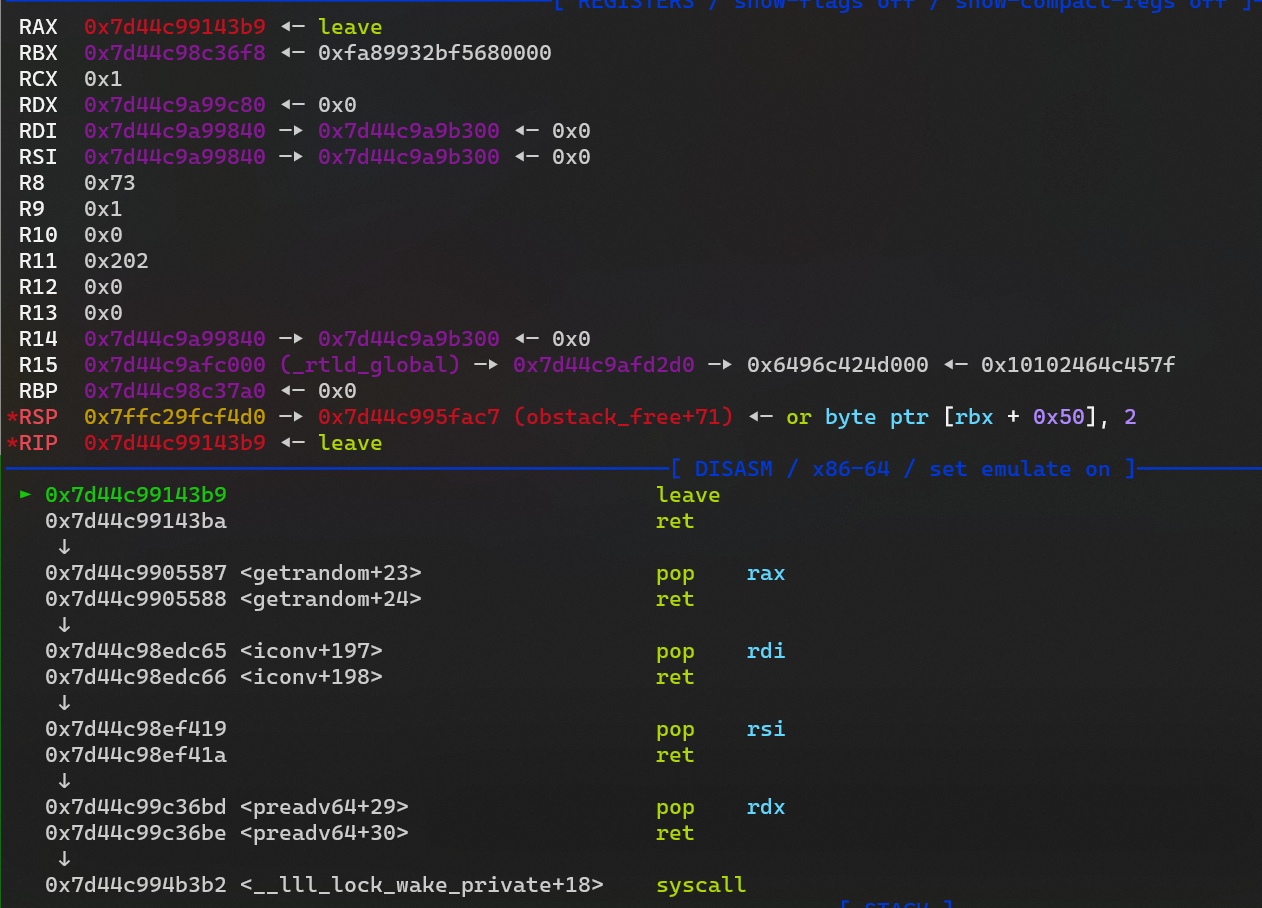 [ REGISTERS / show-flags off / show-compact-regs off ]
RAX 0x7d44c99143b9 ◂— leave
RBX 0x7d44c98c36f8 ◂— 0xfa89932bf5680000
RCX 0x1
RDX 0x7d44c9a99c80 ◂— 0x0
RDI 0x7d44c9a99840 —▸ 0x7d44c9a9b300 ◂— 0x0
RSI 0x7d44c9a99840 —▸ 0x7d44c9a9b300 ◂— 0x0
R8 0x73
R9 0x1
R10 0x0
R11 0x202
R12 0x0
R13 0x0
R14 0x7d44c9a99840 —▸ 0x7d44c9a9b300 ◂— 0x0
R15 0x7d44c9afc000 (_rtld_global) —▸ 0x7d44c9afd2d0 —▸ 0x6496c424d000 ◂— 0x10102464c457f
RBP 0x7d44c98c37a0 ◂— 0x0
*RSP 0x7ffc29fcf4d0 —▸ 0x7d44c995fac7 (obstack_free+71) ◂— or byte ptr [rbx + 0x50], 2
*RIP 0x7d44c99143b9 ◂— leave
[ DISASM / x86-64 / set emulate on ]
► 0x7d44c99143b9 leave
0x7d44c99143ba ret
↓
0x7d44c9905587 <getrandom+23> pop rax
0x7d44c9905588 <getrandom+24> ret
↓
0x7d44c98edc65 <iconv+197> pop rdi
0x7d44c98edc66 <iconv+198> ret
↓
0x7d44c98ef419 pop rsi
0x7d44c98ef41a ret
↓
0x7d44c99c36bd <preadv64+29> pop rdx
0x7d44c99c36be <preadv64+30> ret
↓
0x7d44c994b3b2 <__lll_lock_wake_private+18> syscall
[ STACK ]